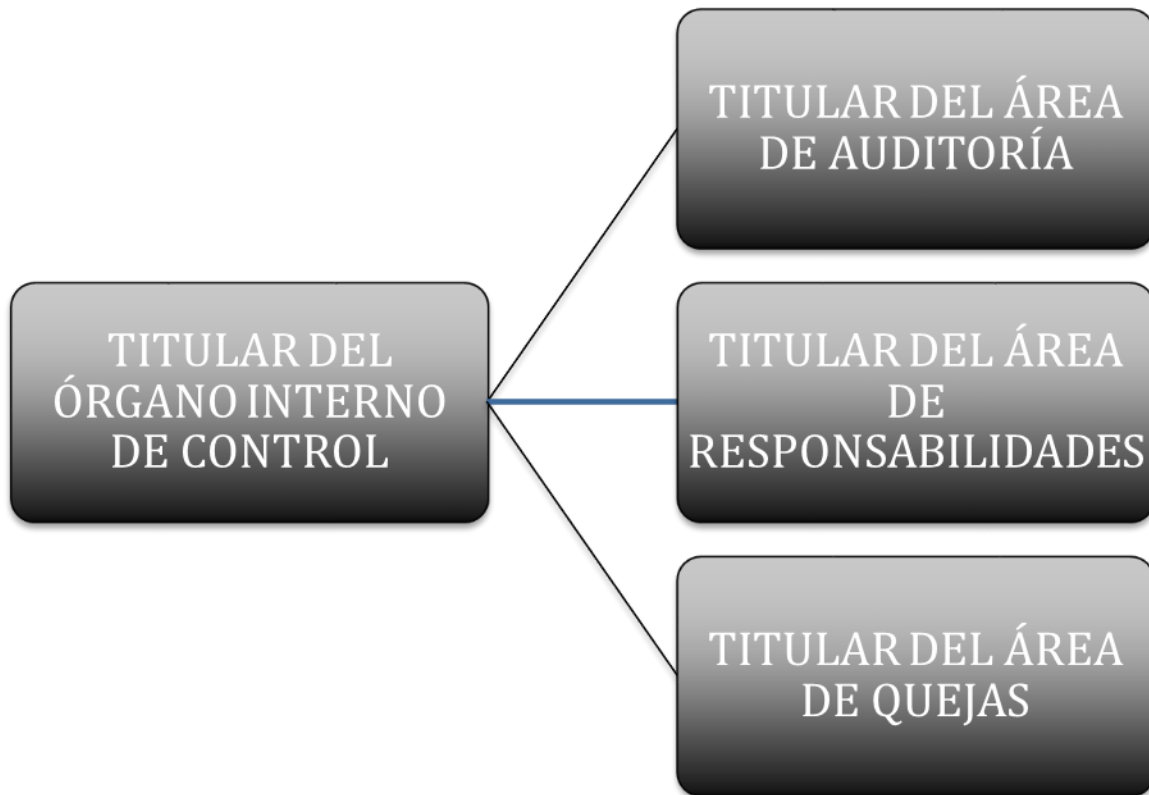 TITULAR DEL ÁREA
DE AUDITORÍA
TITULAR DEL
ÓRGANO INTERNO
DE CONTROL
TITULAR DEL ÁREA
DE
RESPONSABILIDADES
TITULAR DEL ÁREA
DE QUEJAS